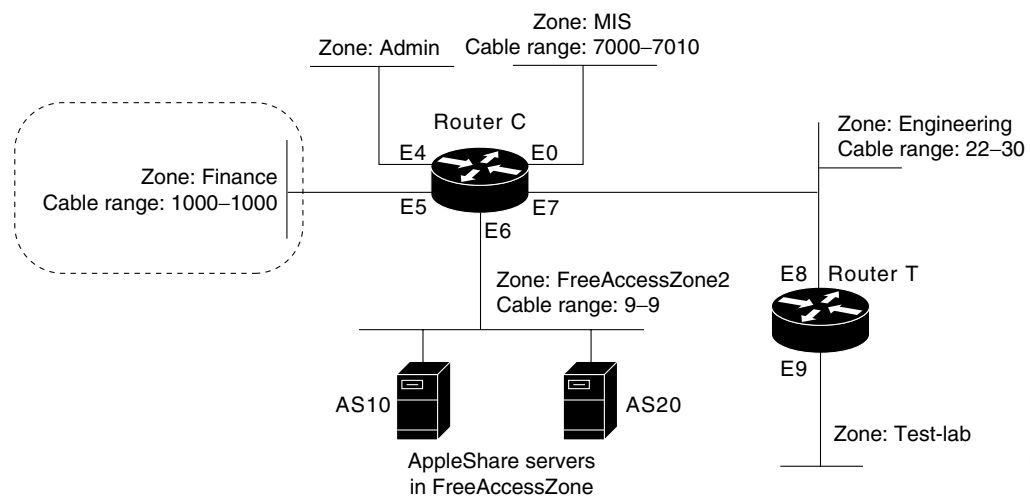 Zone: MIS
Cable range: 7000–7010
Zone: Admin
Router C
E4
E0
Zone: Engineering
Cable range: 22–30
Zone: Finance
Cable range: 1000–1000
E5
E7
E6
Zone: FreeAccessZone2
Cable range: 9–9
E8
Router T
E9
AS10
AS20
Zone: Test-lab
AppleShare servers
in FreeAccessZone